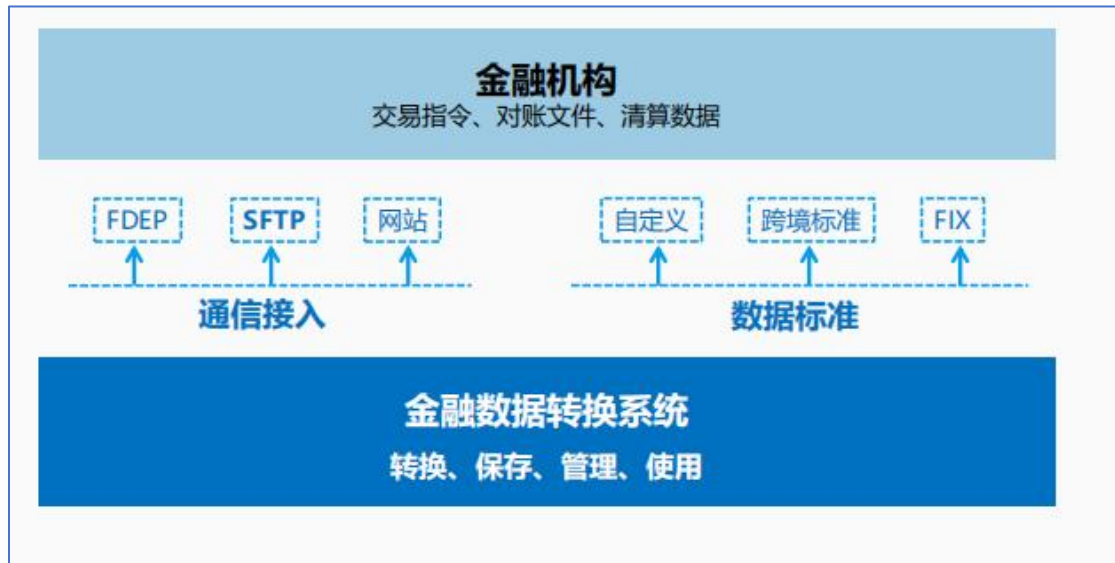 金融机构
交易指令、对账文件、清算数据
FDEP SFTP 网站 自定义 跨境标准 FIX
通信接入 数据标准
金融数据转换系统
转换、保存、管理、使用